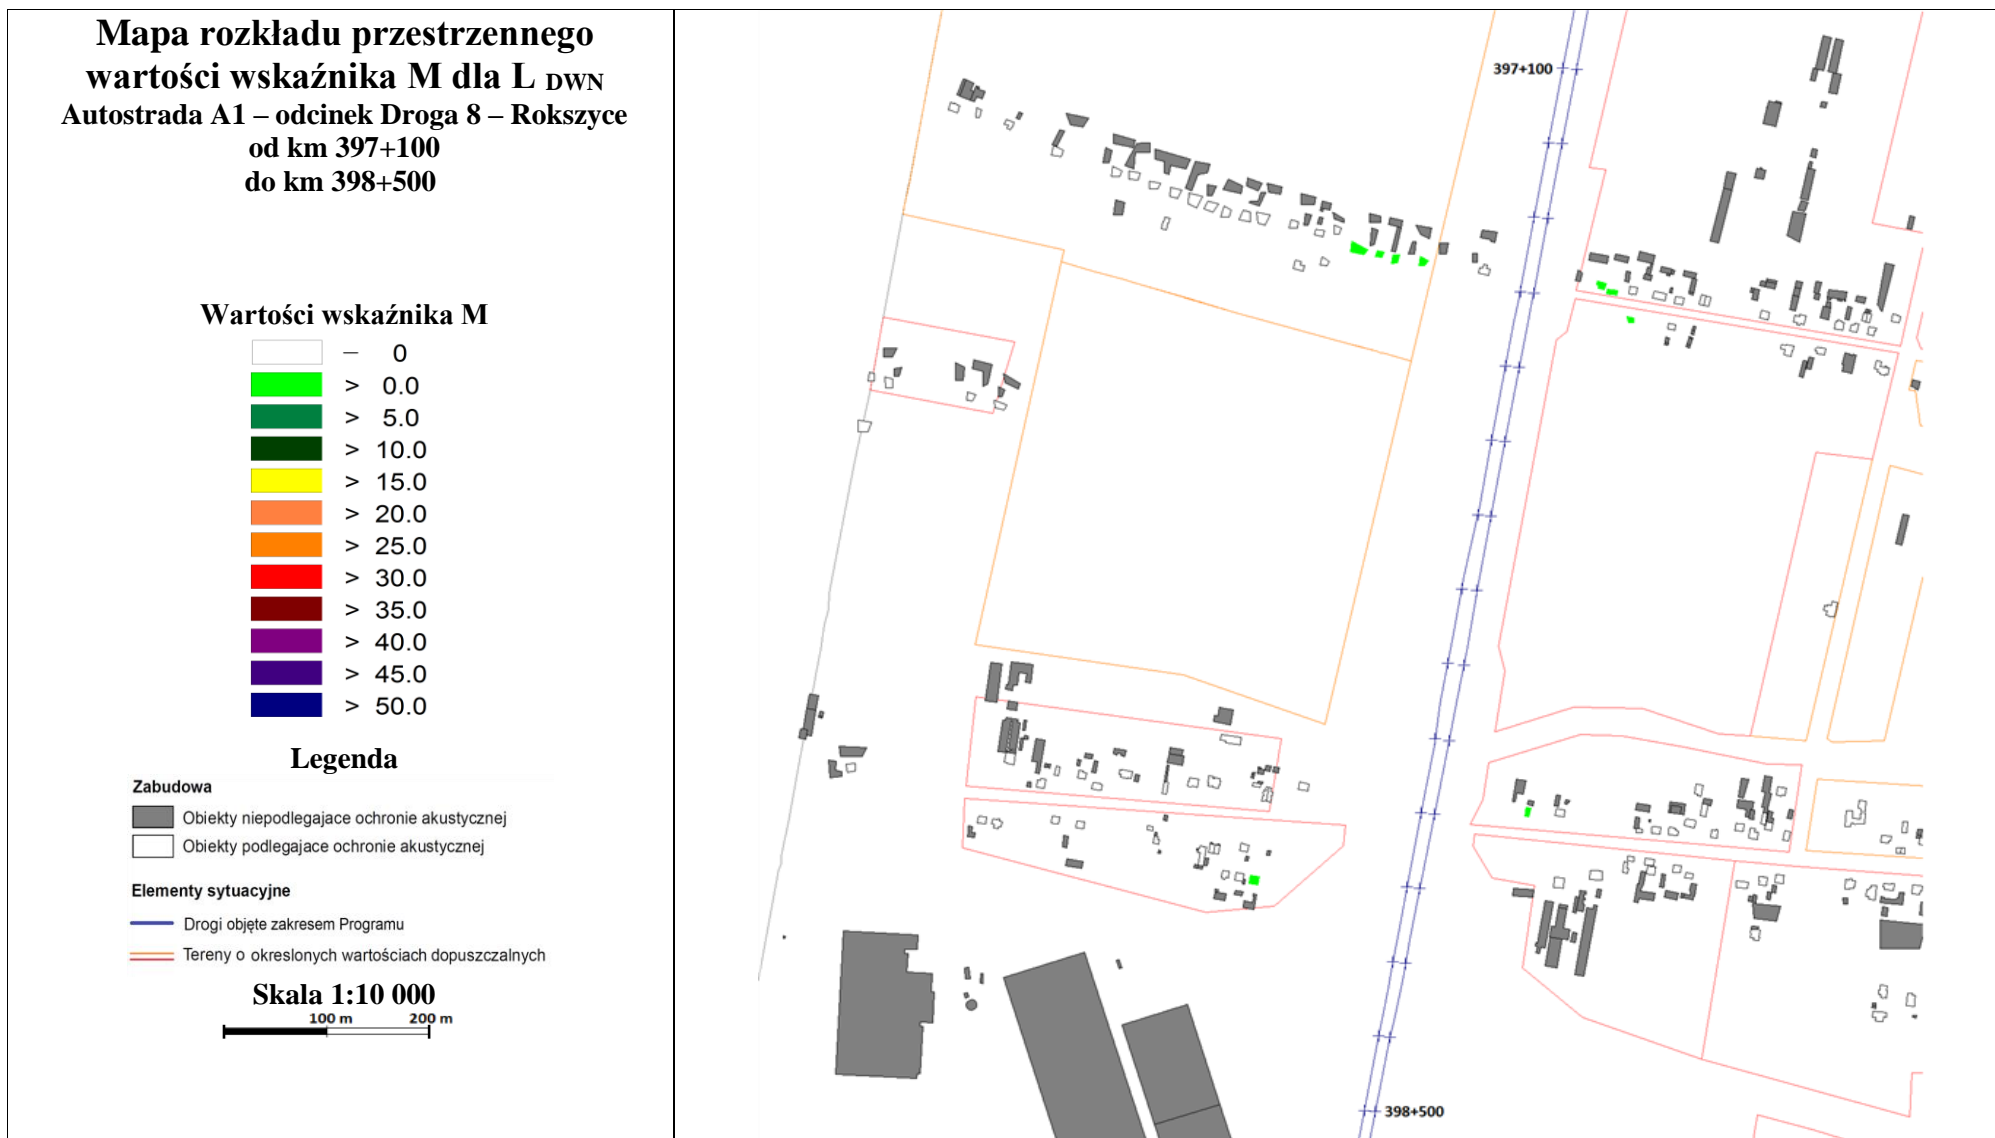 Mapa rozkładu przestrzennego
wartości wskaźnika M dla L DWN
Autostrada A1 – odcinek Droga 8 – Rokszyce
od km 397+100
do km 398+500
Wartości wskaźnika M
– 0
> 0.0
> 5.0
> 10.0
> 15.0
> 20.0
> 25.0
> 30.0
> 35.0
> 40.0
> 45.0
> 50.0
Legenda
Zabudowa
Obiekty niepodlegajace ochronie akustycznej
Obiekty podlegajace ochronie akustycznej
Elementy sytuacyjne
Drogi objęte zakresem Programu
Tereny o okreslonych wartościach dopuszczalnych
Skala 1:10 000
100 m 200 m
397+100
398+500